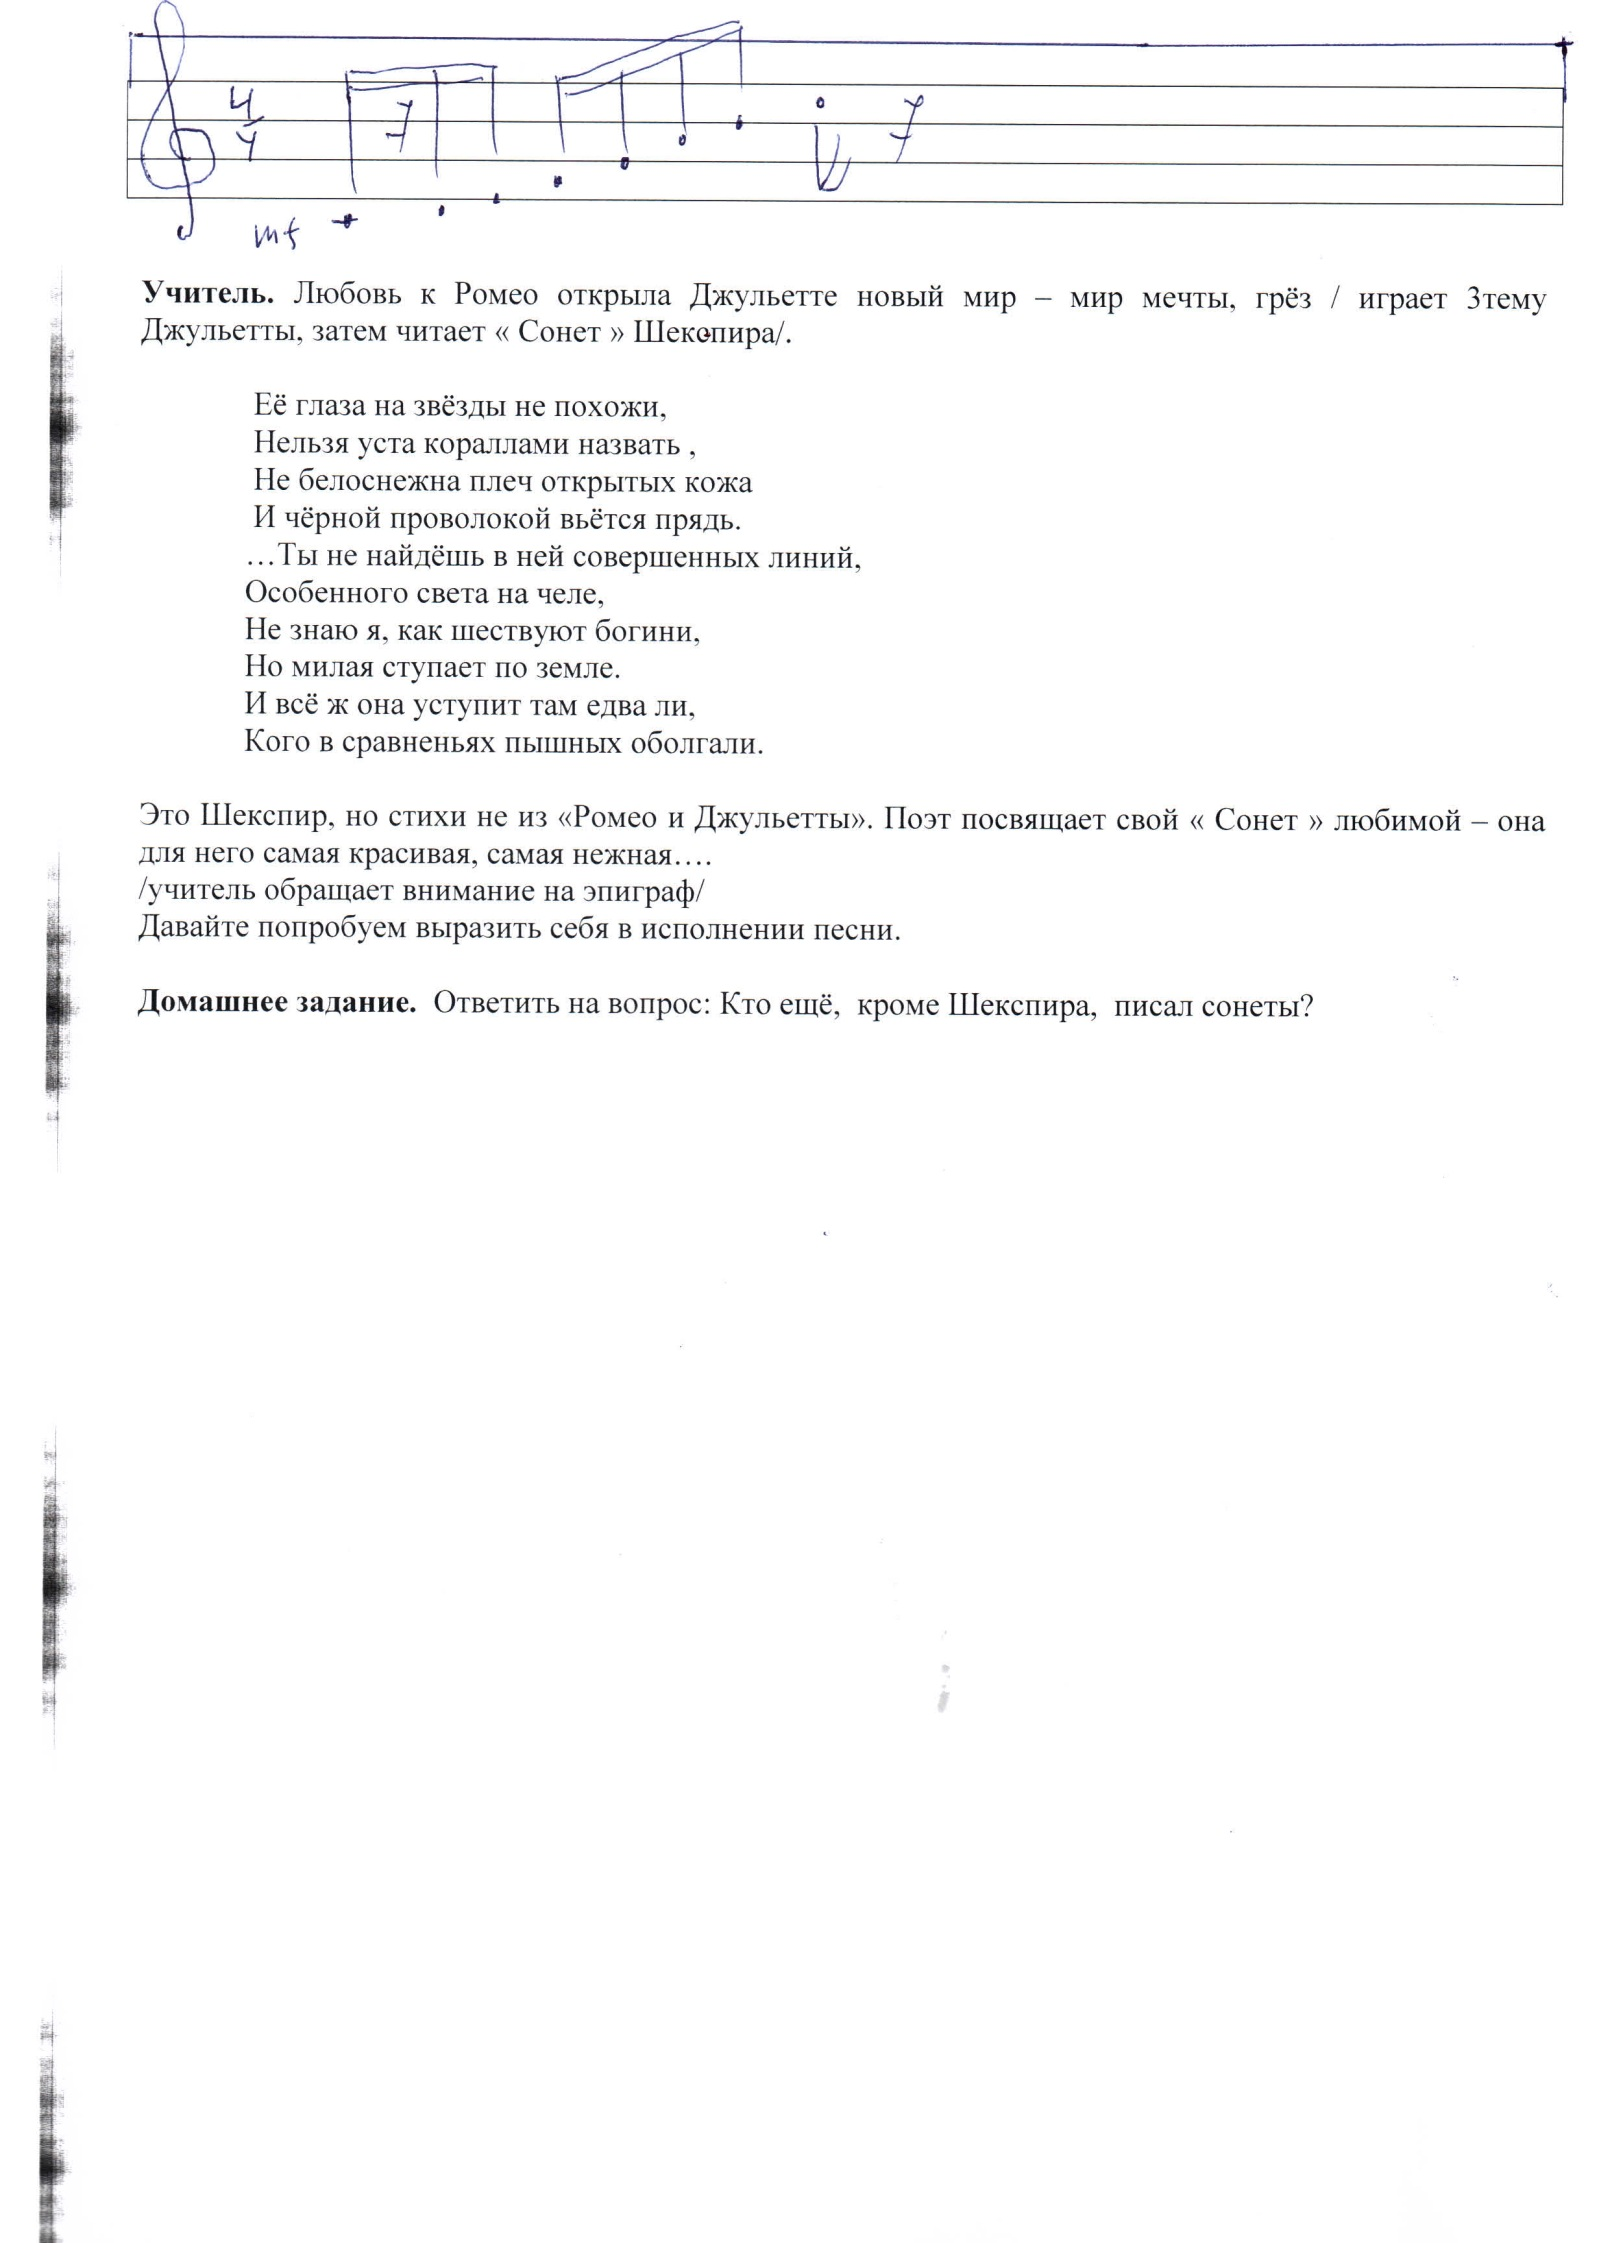 4
4
mf
Учитель. Любовь к Ромео открыла Джульетте новый мир – мир мечты, грёз / играет 3тему
Джульетты, затем читает « Сонет » Шекспира/.
Её глаза на звёзды не похожи,
Нельзя уста кораллами назвать ,
Не белоснежна плеч открытых кожа
И чёрной проволокой вьётся прядь.
…Ты не найдёшь в ней совершенных линий,
Особенного света на челе,
Не знаю я, как шествуют богини,
Но милая ступает по земле.
И всё ж она уступит там едва ли,
Кого в сравненьях пышных оболгали.
Это Шекспир, но стихи не из «Ромео и Джульетты». Поэт посвящает свой « Сонет » любимой – она
для него самая красивая, самая нежная….
/учитель обращает внимание на эпиграф/
Давайте попробуем выразить себя в исполнении песни.
Домашнее задание. Ответить на вопрос: Кто ещё, кроме Шекспира, писал сонеты?